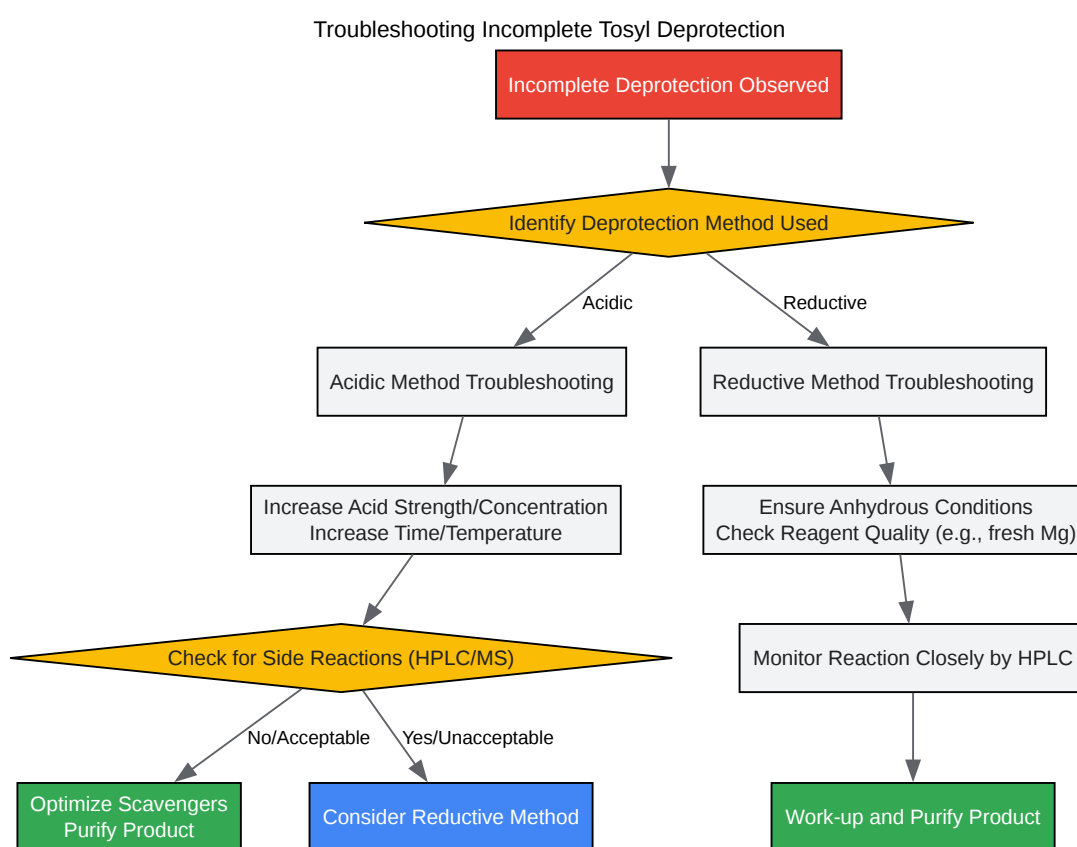 Troubleshooting Incomplete Tosyl Deprotection
Incomplete Deprotection Observed
Identify Deprotection Method Used
Acidic
Reductive
Acidic Method Troubleshooting
Reductive Method Troubleshooting
Increase Acid Strength/Concentration
Increase Time/Temperature
Ensure Anhydrous Conditions
Check Reagent Quality (e.g., fresh Mg)
Check for Side Reactions (HPLC/MS)
Monitor Reaction Closely by HPLC
No/Acceptable
Yes/Unacceptable
Optimize Scavengers
Purify Product
Consider Reductive Method
Work-up and Purify Product